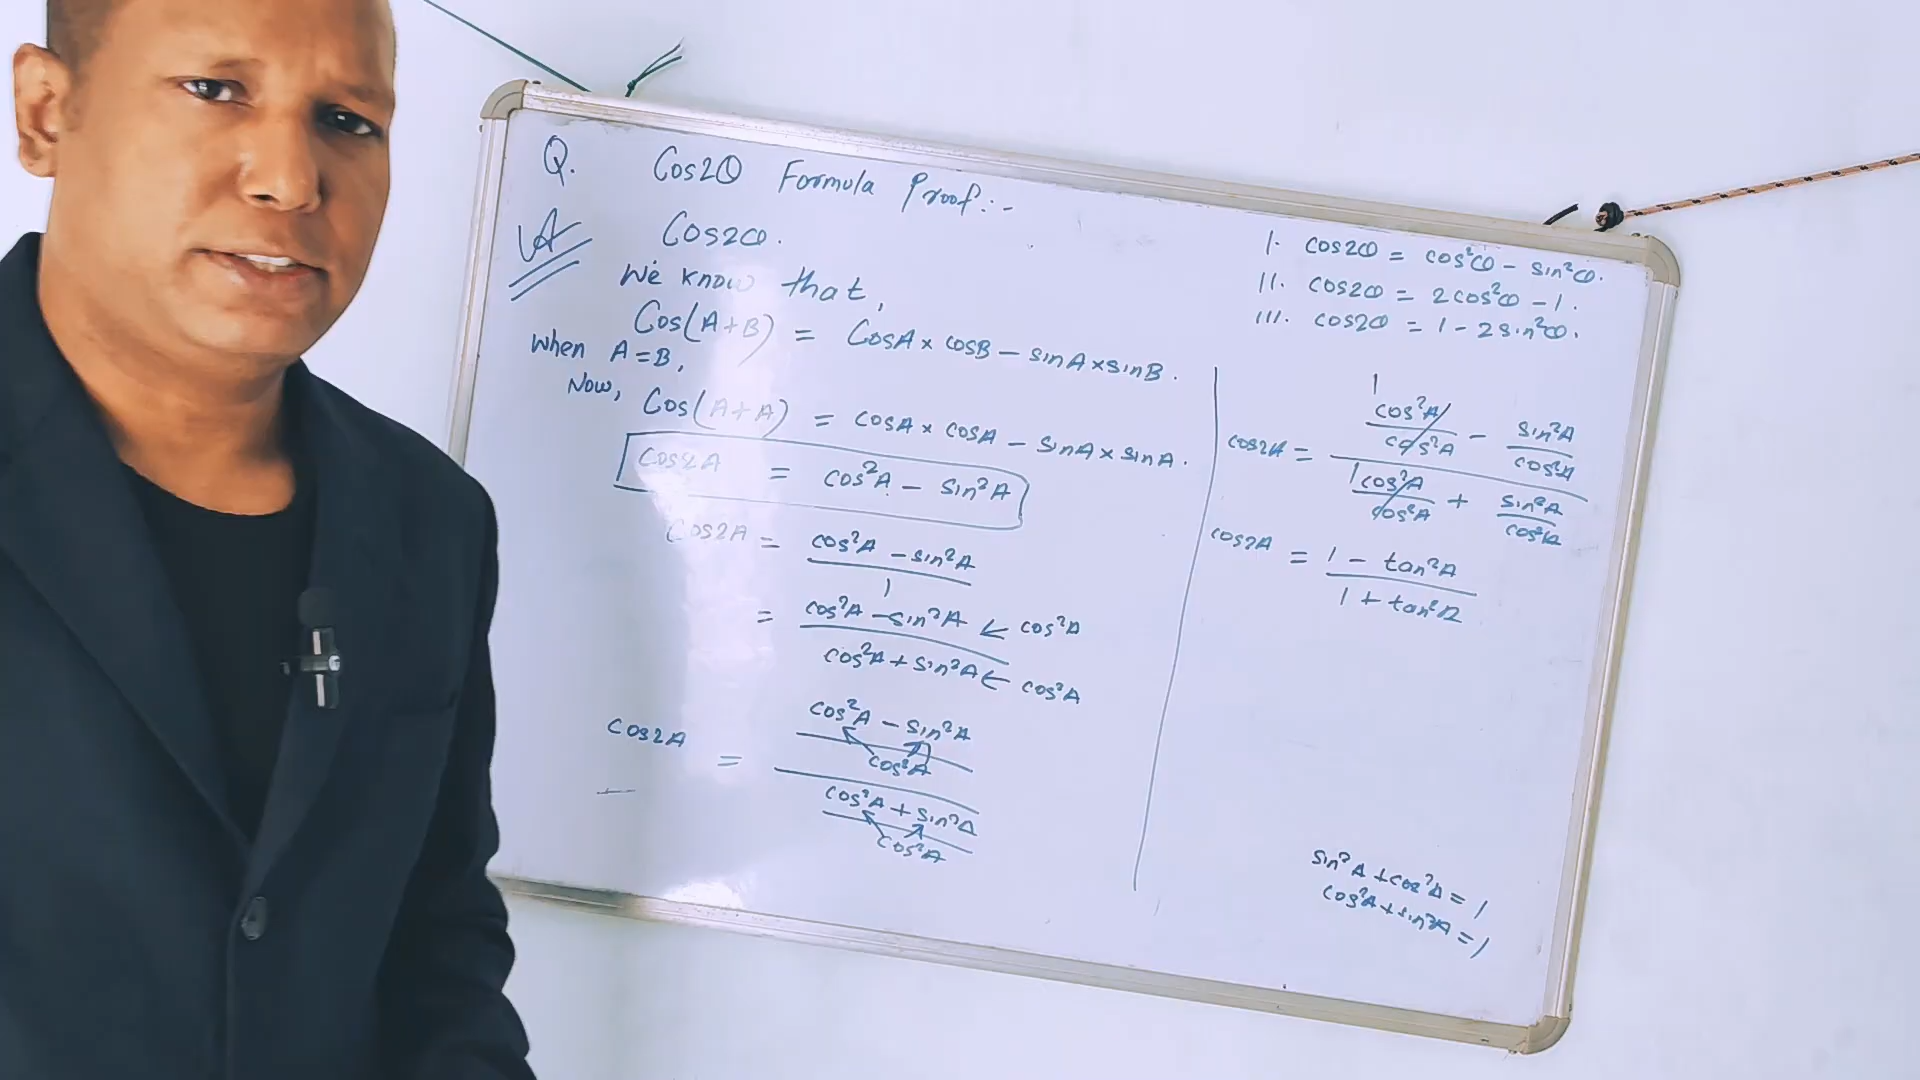 Q. Cos2θ Formula Proof:-
A Cos2θ.
We know that,
Cos(A+B) = CosA × cosB - sinA × sinB.
when A=B,
Now, Cos(A+A) = cosA × cosA - sinA × sinA.
Cos2A = cos²A - sin²A
Cos2A = cos²A - sin²A
1
= cos²A - sin²A ← cos²A
cos²A + sin²A ← cos²A
cos2A = cos²A - sin²A
cos²A
cos²A + sin²A
cos²A
I. cos2θ = cos²θ - sin²θ.
II. cos2θ = 2cos²θ - 1.
III. cos2θ = 1 - 2sin²θ.
1
cos²A sin²A
cos2A = cos²A - cos²A
1 cos²A + sin²A
cos²A cos²A
cos2A = 1 - tan²A
1 + tan²A
sin²A + cos²A = 1
cos²A + sin²A = 1